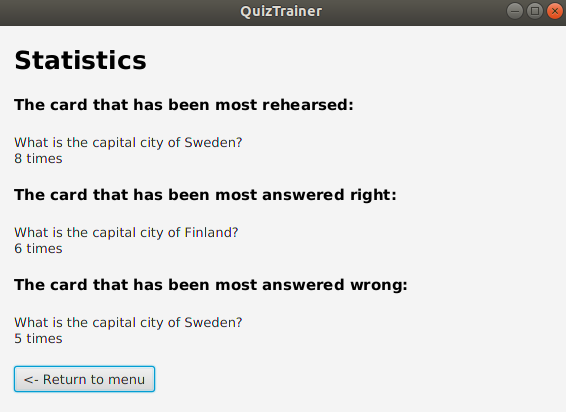 QuizTrainer
Statistics
The card that has been most rehearsed:
What is the capital city of Sweden?
8 times
The card that has been most answered right:
What is the capital city of Finland?
6 times
The card that has been most answered wrong:
What is the capital city of Sweden?
5 times
<- Return to menu